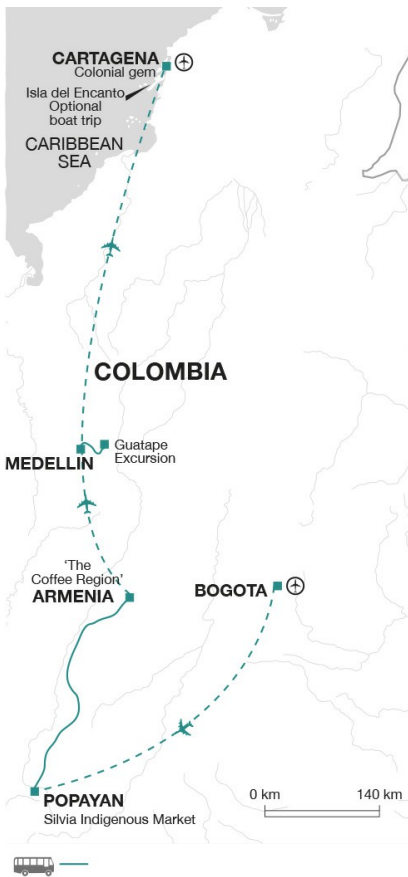 CARTAGENA
Colonial gem
Isla del Encanto
Optional
boat trip
CARIBBEAN
SEA
COLOMBIA
Guatape
Excursion
MEDELLIN
'The
Coffee Region'
ARMENIA
BOGOTA
POPAYAN
Silvia Indigenous Market
0 km 140 km